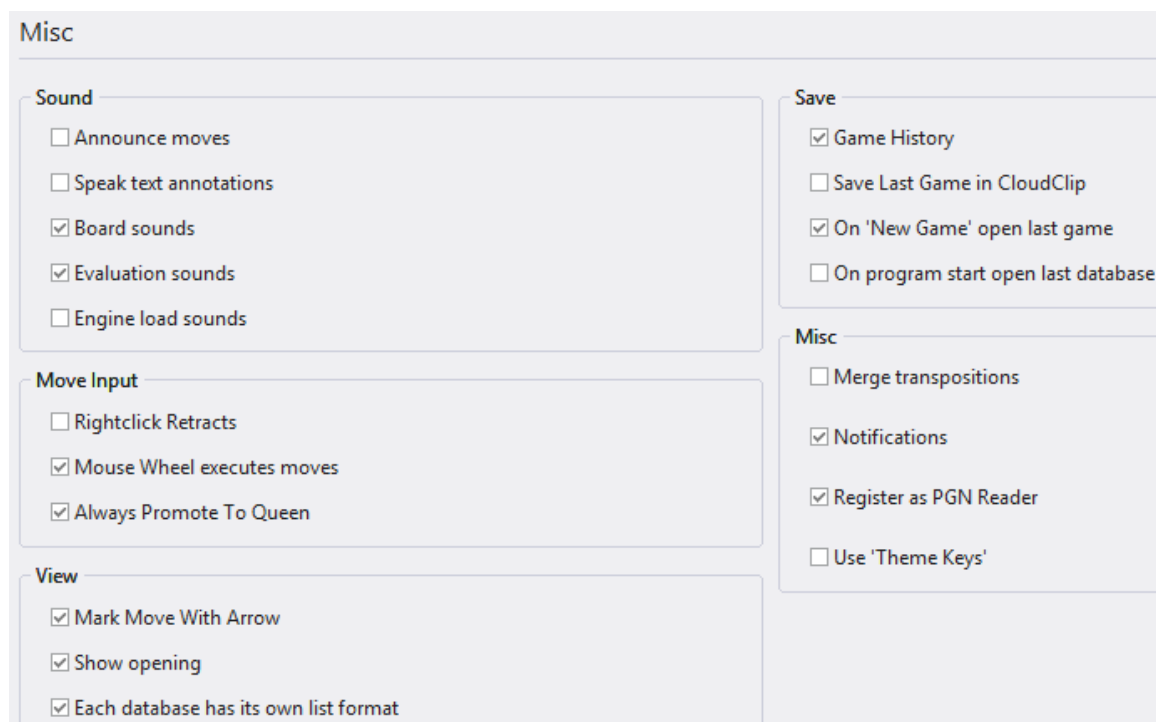 Misc
Sound
Announce moves
Speak text annotations
Board sounds
Evaluation sounds
Engine load sounds
Move Input
Rightclick Retracts
Mouse Wheel executes moves
Always Promote To Queen
View
Mark Move With Arrow
Show opening
Each database has its own list format
Save
Game History
Save Last Game in CloudClip
On 'New Game' open last game
On program start open last database
Misc
Merge transpositions
Notifications
Register as PGN Reader
Use 'Theme Keys'